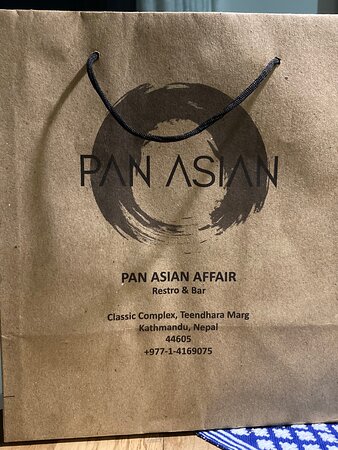 PAN ASIAN
PAN ASIAN AFFAIR
Restro & Bar
Classic Complex, Teendhara Marg
Kathmandu, Nepal
44605
+977-1-4169075